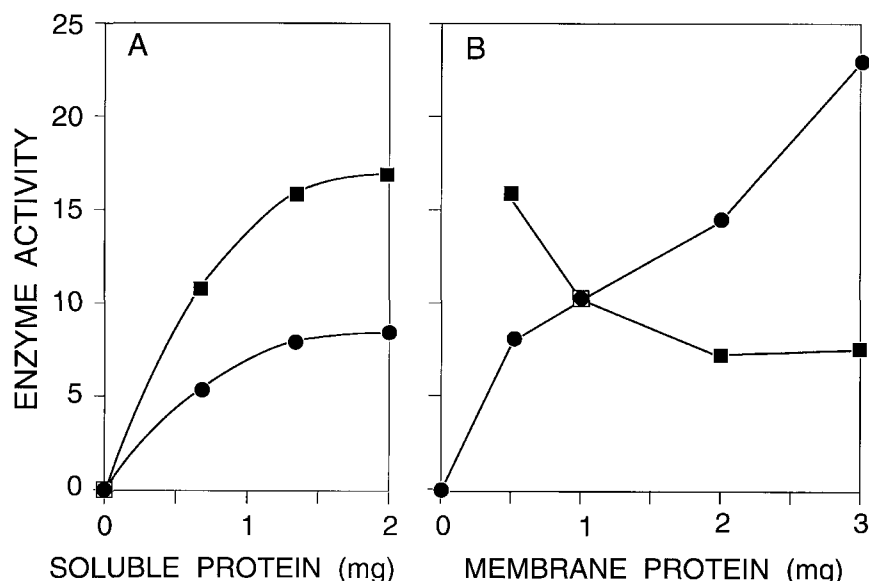 A
B
ENZYME ACTIVITY
25
20
15
10
5
0
0 1 2
0 1 2 3
SOLUBLE PROTEIN (mg)
MEMBRANE PROTEIN (mg)